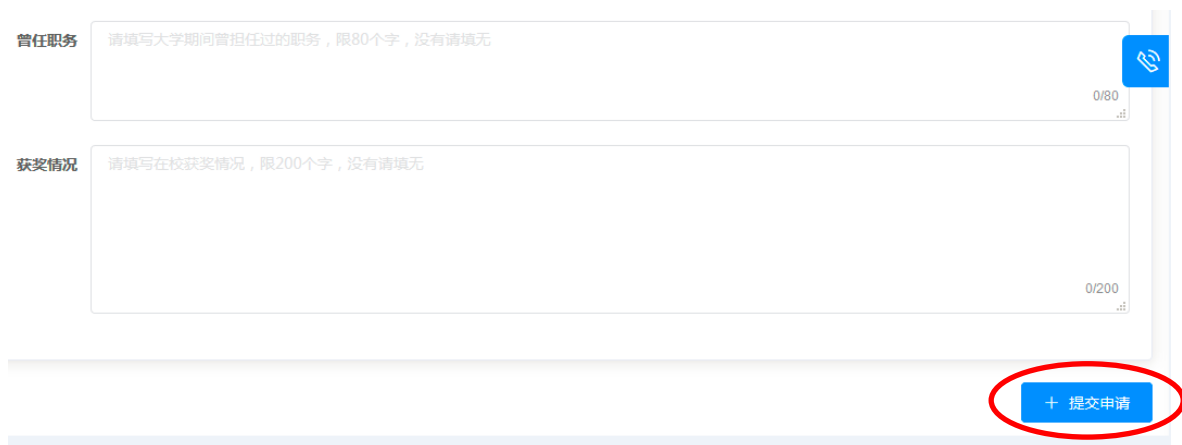 曾任职务 请填写大学期间曾担任过的职务，限80个字，没有请填无
0/80
获奖情况 请填写在校获奖情况，限200个字，没有请填无
0/200
+ 提交申请